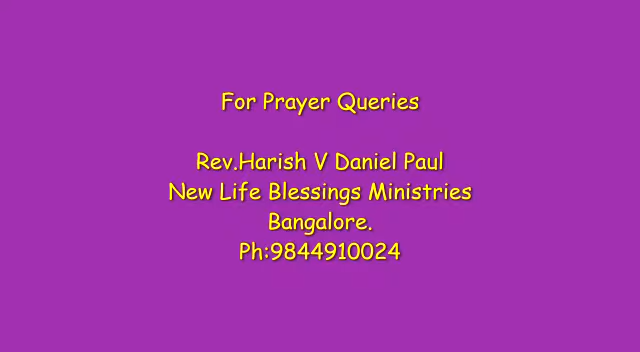 For Prayer Queries
Rev.Harish V Daniel Paul
New Life Blessings Ministries
Bangalore.
Ph:9844910024